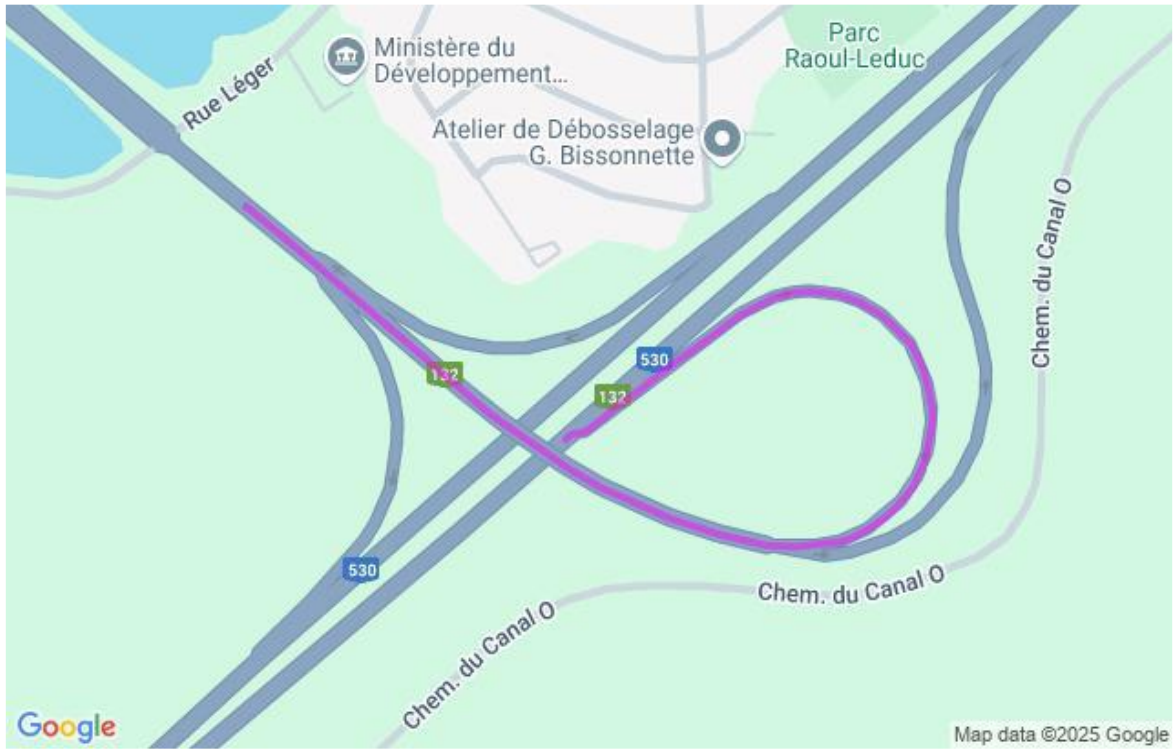 Parc
Raoul-Leduc
Ministère du
Développement...
Rue Léger
Atelier de Débosselage
G. Bissonnette
Chem. du Canal O
530
132
132
530
Chem. du Canal O
Chem. du Canal O
Google
Map data ©2025 Google